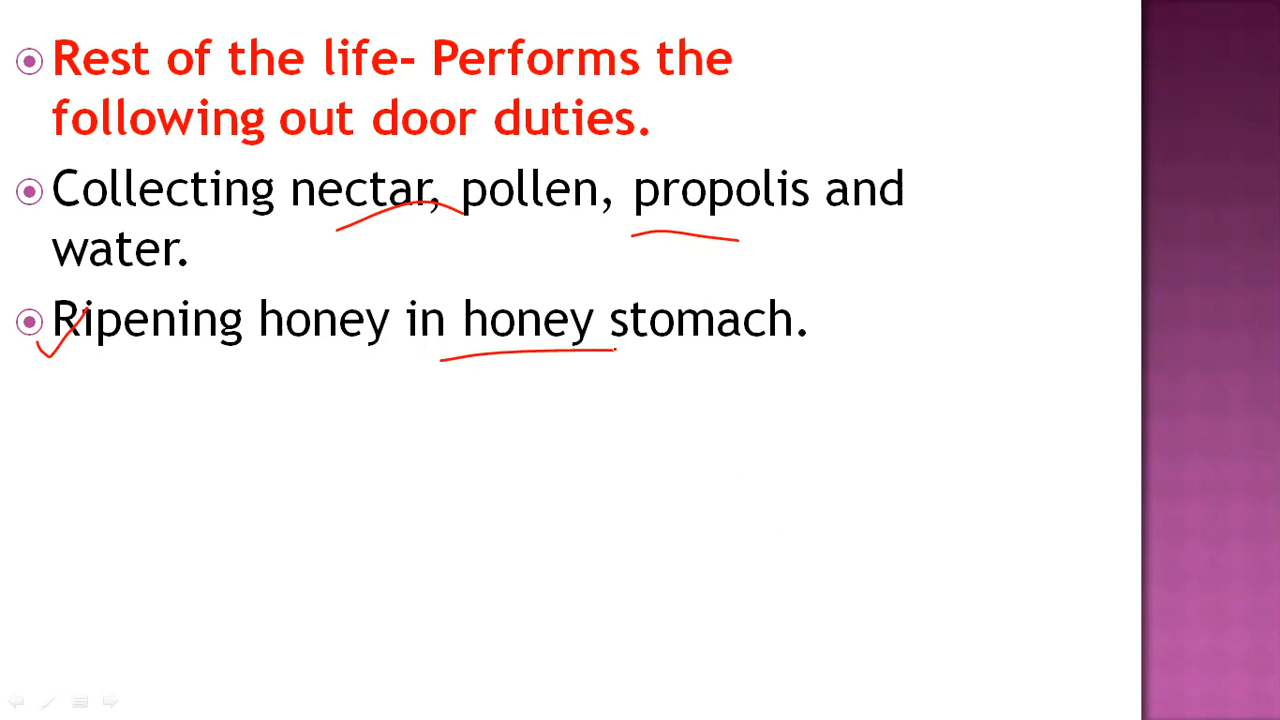 Rest of the life- Performs the
following out door duties.
Collecting nectar, pollen, propolis and
water.
Ripening honey in honey stomach.